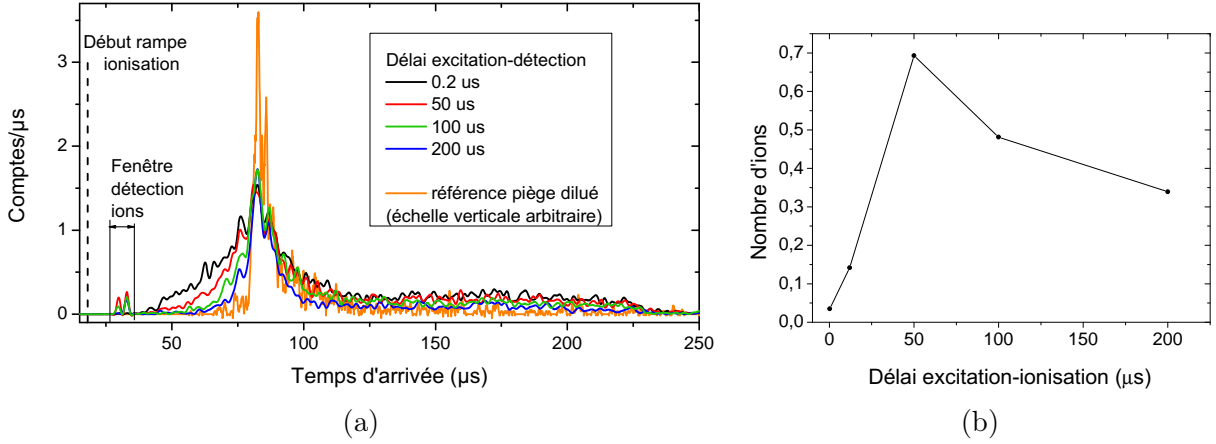 Début rampe
ionisation
Fenêtre
détection
ions
Délai excitation-détection
0.2 us
50 us
100 us
200 us
référence piège dilué
(échelle verticale arbitraire)
Comptes/µs
3
2
1
0
50
100
150
200
250
Temps d'arrivée (µs)
(a)
Nombre d'ions
0,7
0,6
0,5
0,4
0,3
0,2
0,1
0,0
0
50
100
150
200
Délai excitation-ionisation (µs)
(b)